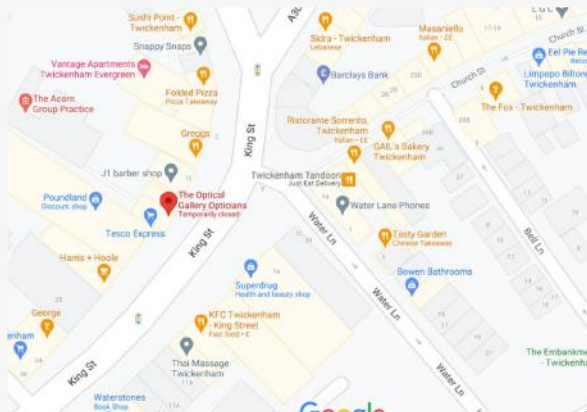 Sushi Point -
Twickenham
Snappy Snaps
Vantage Apartments
Twickenham Evergreen
The Acorn
Group Practice
Folded Pizza
Pizza Takeaway
Greggs
J1 barber shop
Poundland
Discount shop
The Optical
Gallery Opticians
Temporarily closed
Tesco Express
Harris + Hoole
George
King St
King St
King St
Sidra - Twickenham
Lebanese
Masaniello
Italian • ££
Barclays Bank
Church St
Eel Pie Re
Limpopo Biltong
Twickenham
The Fox - Twickenham
Ristorante Sorrento,
Twickenham
Italian • ££
GAIL's Bakery
Twickenham
Twickenham Tandoori
Just Eat Delivery
Water Lane Phones
Water Ln
Tasty Garden
Chinese Takeaway
Bell Ln
Bowen Bathrooms
Water Ln
Superdrug
Health and beauty shop
KFC Twickenham
- King Street
Fast food • £
Thai Massage
Twickenham
Water Ln
The Embankme
- Twickenha
Waterstones
Book Shop
11A
Google